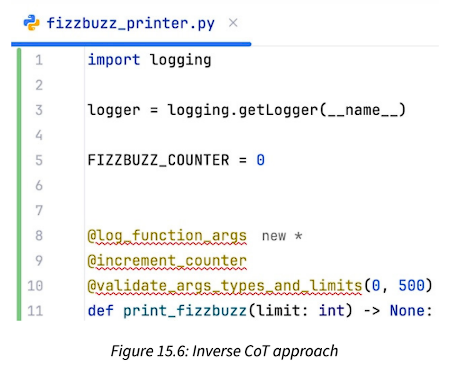 fizzbuzz_printer.py ×
1 import logging
2
3 logger = logging.getLogger(__name__)
4
5 FIZZBUZZ_COUNTER = 0
6
7
8 @log_function_args new *
9 @increment_counter
10 @validate_args_types_and_limits(0, 500)
11 def print_fizzbuzz(limit: int) -> None:
Figure 15.6: Inverse CoT approach